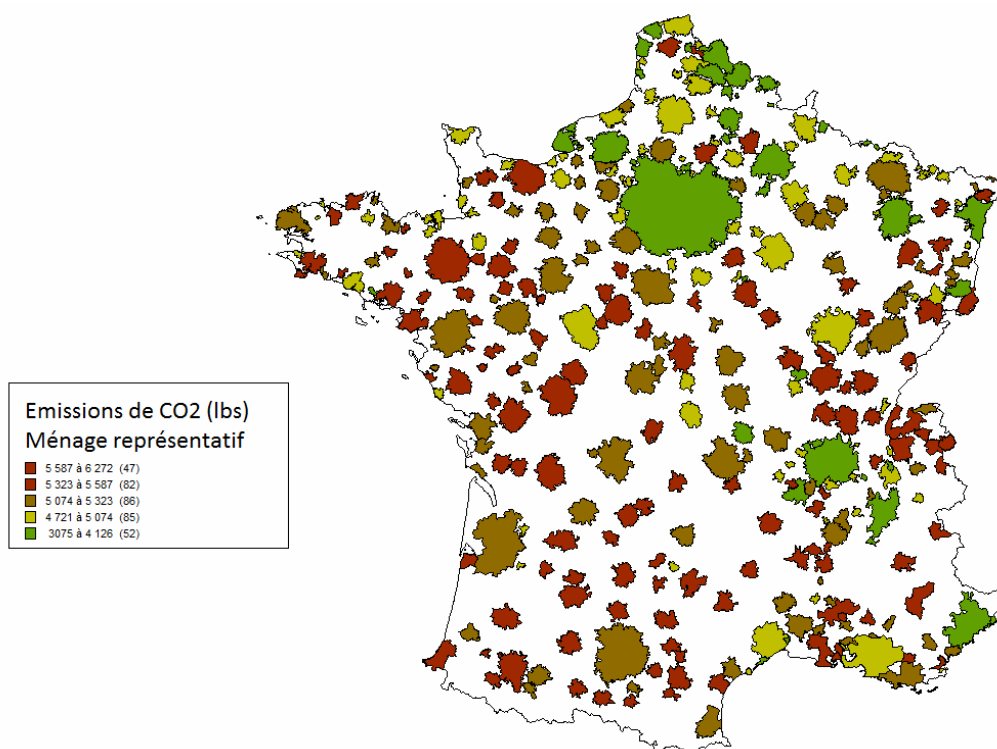 Emissions de CO2 (lbs)
Ménage représentatif
5 587 à 6 272 (47)
5 323 à 5 587 (82)
5 074 à 5 323 (86)
4 721 à 5 074 (85)
3075 à 4 126 (52)